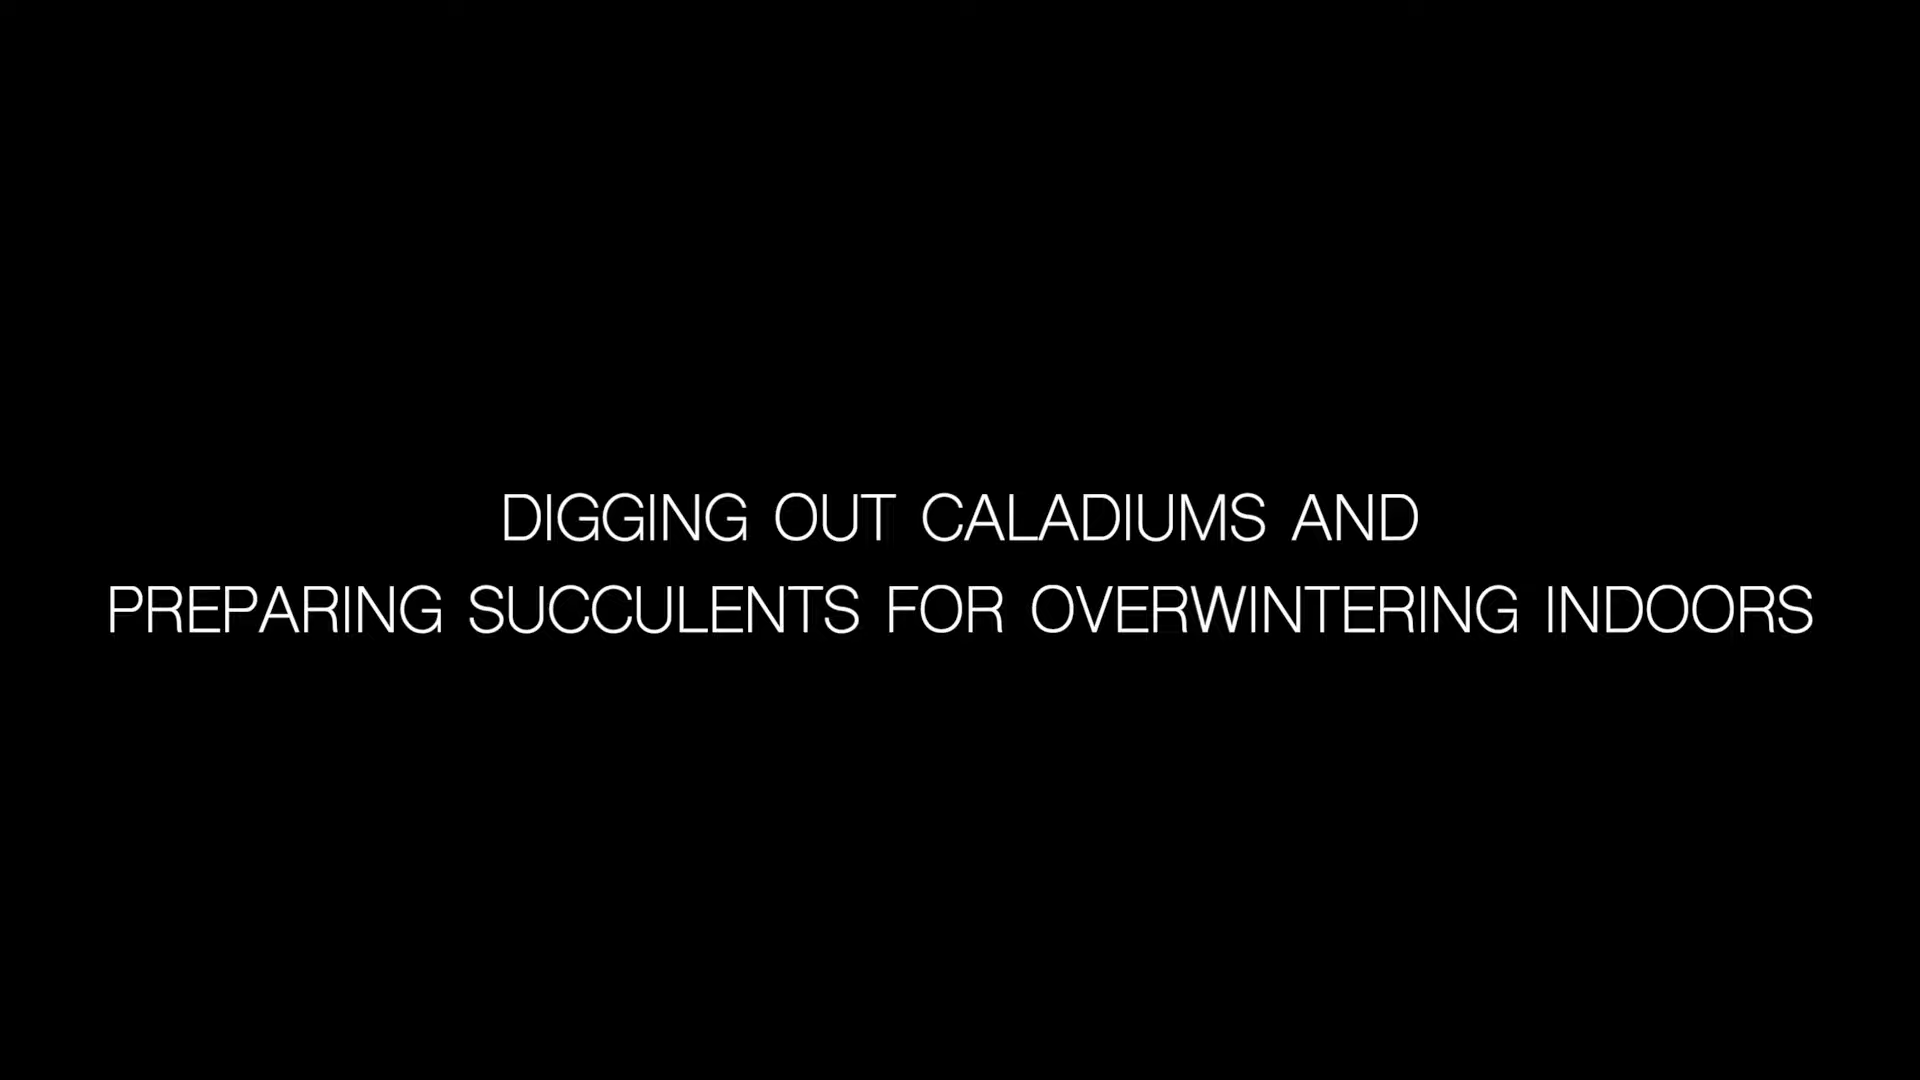 DIGGING OUT CALADIUMS AND
PREPARING SUCCULENTS FOR OVERWINTERING INDOORS